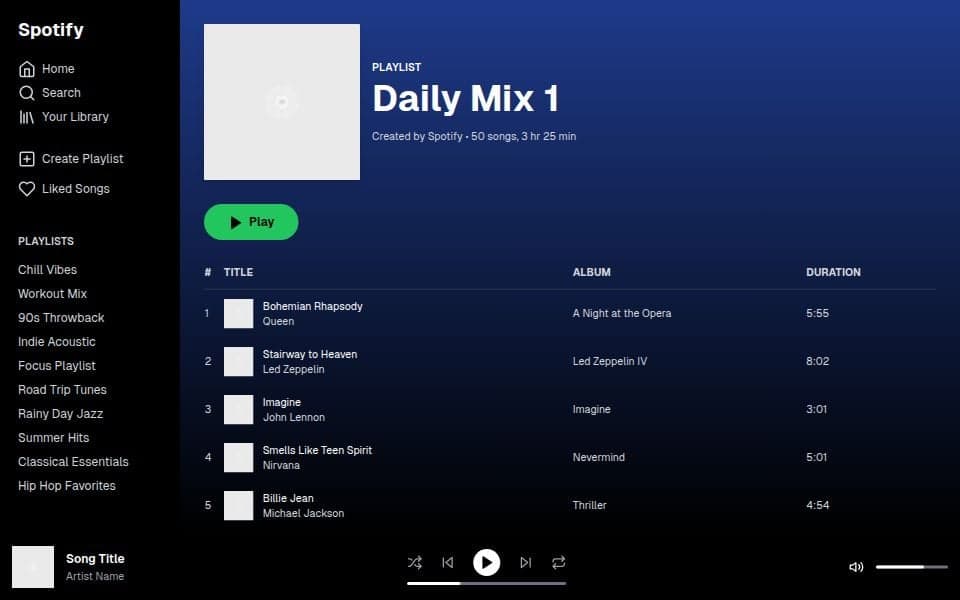 Spotify
Home
Search
Your Library
Create Playlist
Liked Songs
PLAYLISTS
Chill Vibes
Workout Mix
90s Throwback
Indie Acoustic
Focus Playlist
Road Trip Tunes
Rainy Day Jazz
Summer Hits
Classical Essentials
Hip Hop Favorites
PLAYLIST
Daily Mix 1
Created by Spotify • 50 songs, 3 hr 25 min
Play
# TITLE ALBUM DURATION
1 Bohemian Rhapsody A Night at the Opera 5:55
Queen
2 Stairway to Heaven Led Zeppelin IV 8:02
Led Zeppelin
3 Imagine Imagine 3:01
John Lennon
4 Smells Like Teen Spirit Nevermind 5:01
Nirvana
5 Billie Jean Thriller 4:54
Michael Jackson
Song Title
Artist Name